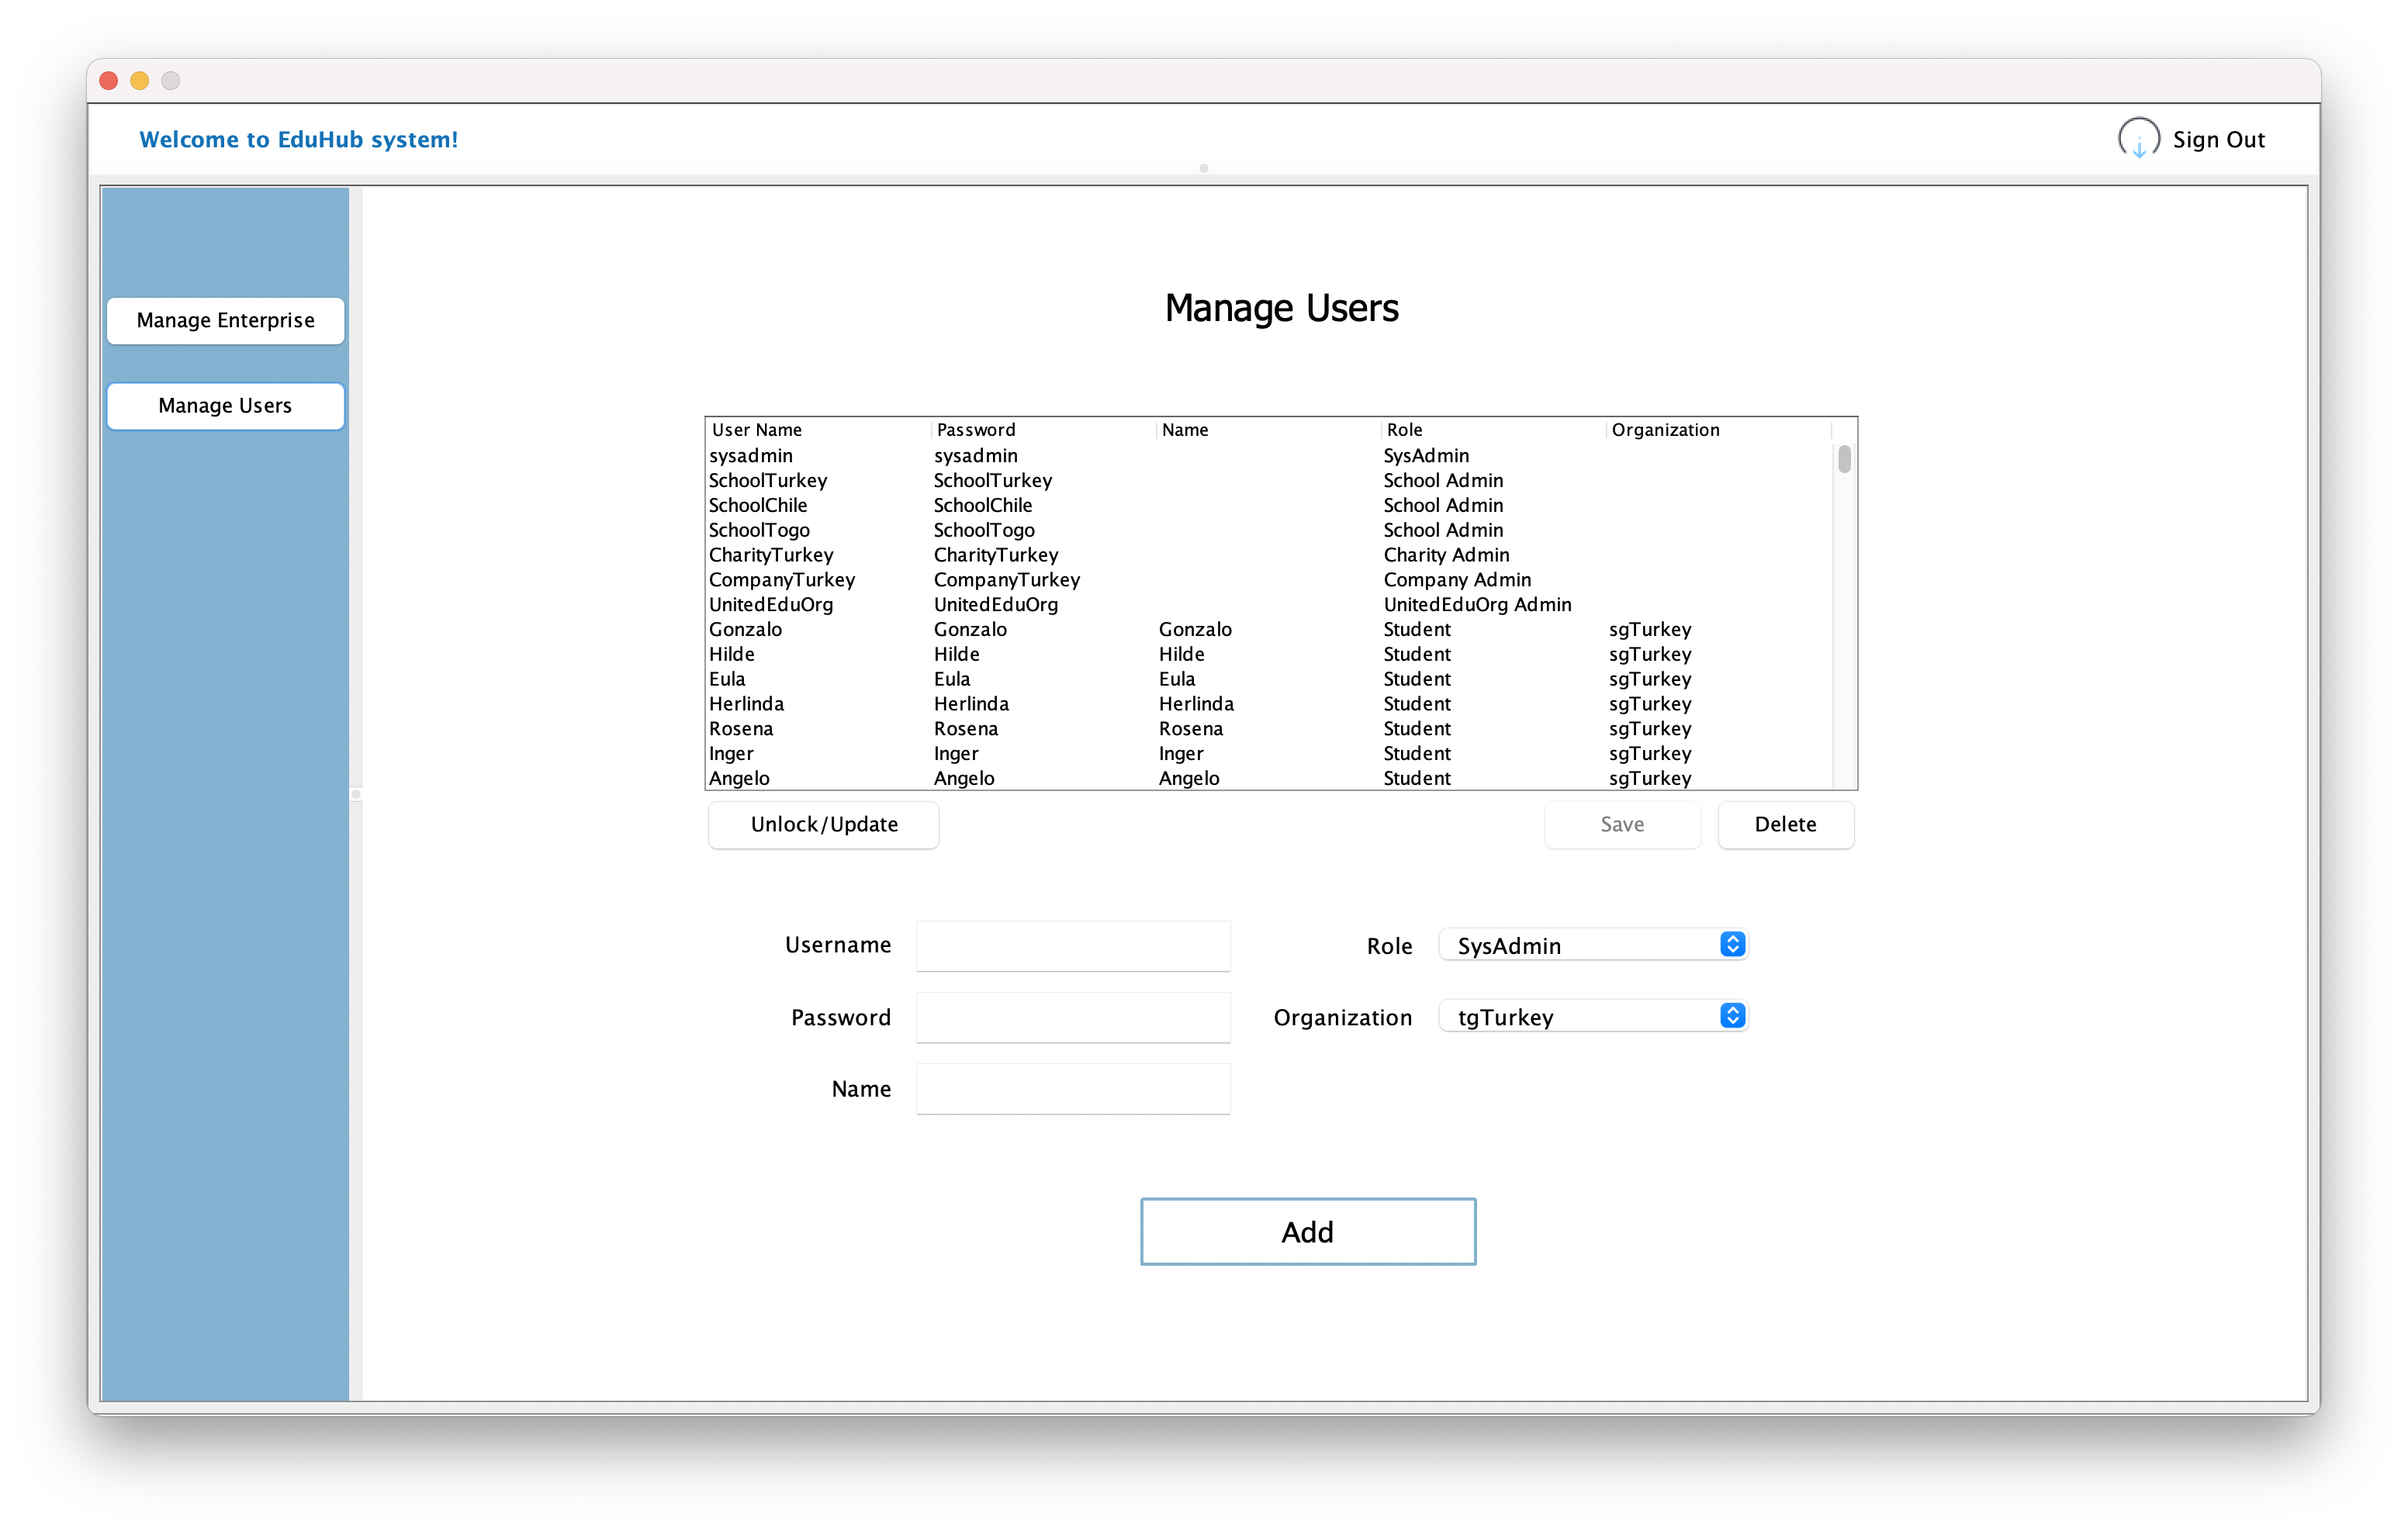 Welcome to EduHub system!
Sign Out
Manage Enterprise
Manage Users
Manage Users
User Name Password Name Role Organization
sysadmin sysadmin SysAdmin
SchoolTurkey SchoolTurkey School Admin
SchoolChile SchoolChile School Admin
SchoolTogo SchoolTogo School Admin
CharityTurkey CharityTurkey Charity Admin
CompanyTurkey CompanyTurkey Company Admin
UnitedEduOrg UnitedEduOrg UnitedEduOrg Admin
Gonzalo Gonzalo Gonzalo Student sgTurkey
Hilde Hilde Hilde Student sgTurkey
Eula Eula Eula Student sgTurkey
Herlinda Herlinda Herlinda Student sgTurkey
Rosena Rosena Rosena Student sgTurkey
Inger Inger Inger Student sgTurkey
Angelo Angelo Angelo Student sgTurkey
Unlock/Update Save Delete
Username Role SysAdmin
Password Organization tgTurkey
Name
Add